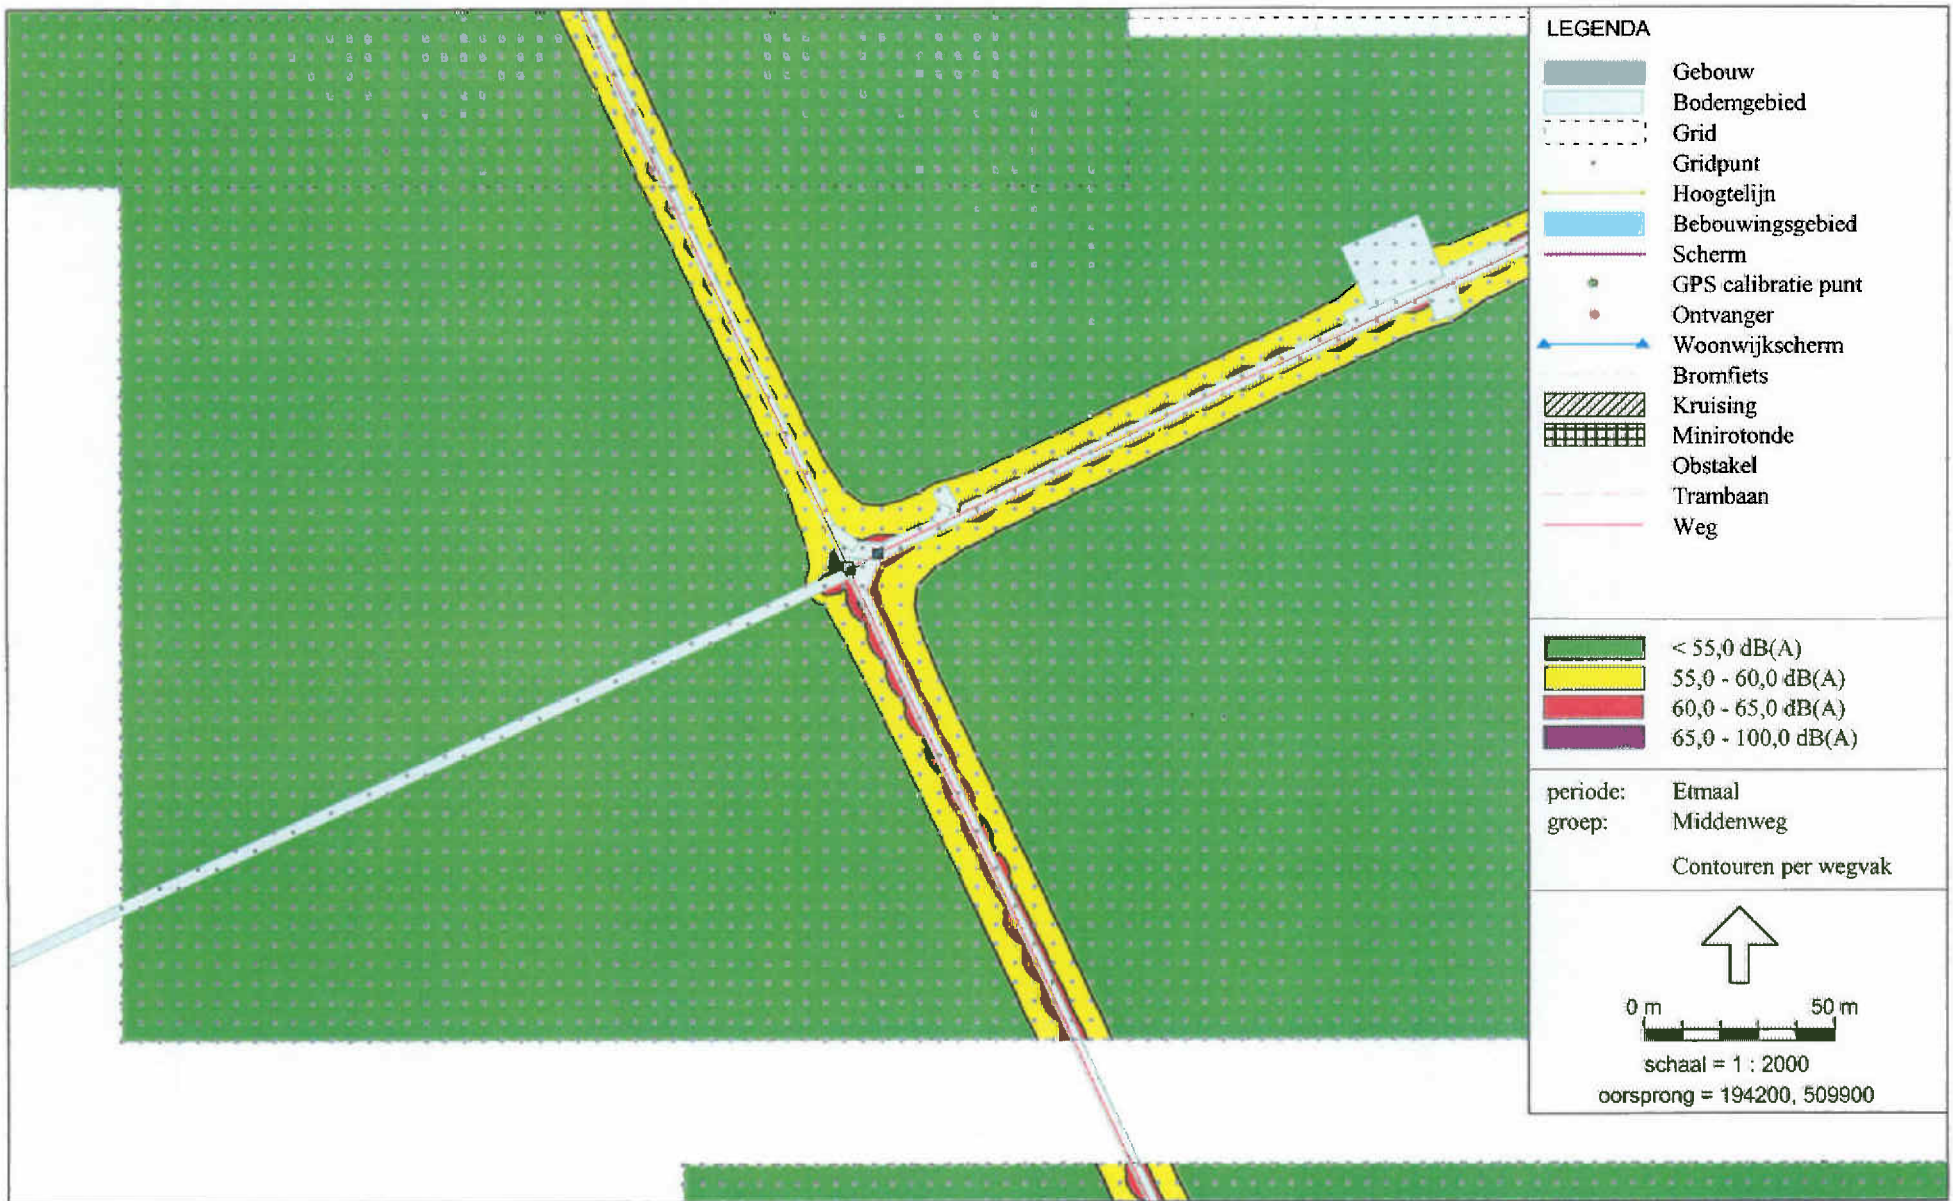 LEGENDA
Gebouw
Bodemgebied
Grid
Gridpunt
Hoogtelijn
Bebouwingsgebied
Scherm
GPS calibratie punt
Ontvanger
Woonwijkscherm
Bromfiets
Kruising
Minirotonde
Obstakel
Trambaan
Weg
< 55,0 dB(A)
55,0 - 60,0 dB(A)
60,0 - 65,0 dB(A)
65,0 - 100,0 dB(A)
periode: Etmaal
groep: Middenweg
Contouren per wegvak
0 m 50 m
schaal = 1 : 2000
oorsprong = 194200, 509900